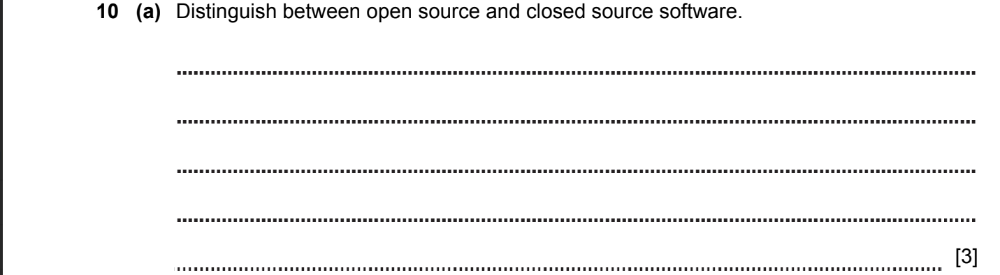 10 (a) Distinguish between open source and closed source software.
[3]